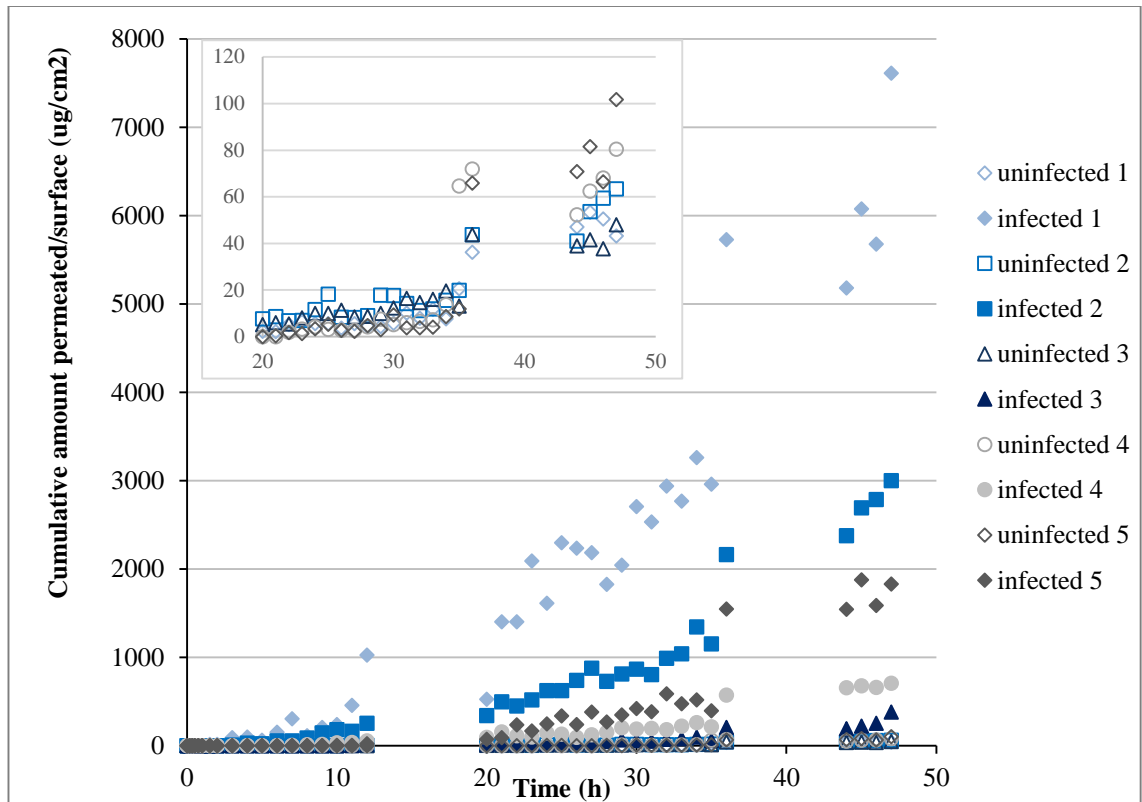 Cumulative amount permeated/surface (ug/cm2)
8000
7000
6000
5000
4000
3000
2000
1000
0
0
10
20
30
40
50
Time (h)
120
100
80
60
40
20
0
20
30
40
50
uninfected 1
infected 1
uninfected 2
infected 2
uninfected 3
infected 3
uninfected 4
infected 4
uninfected 5
infected 5